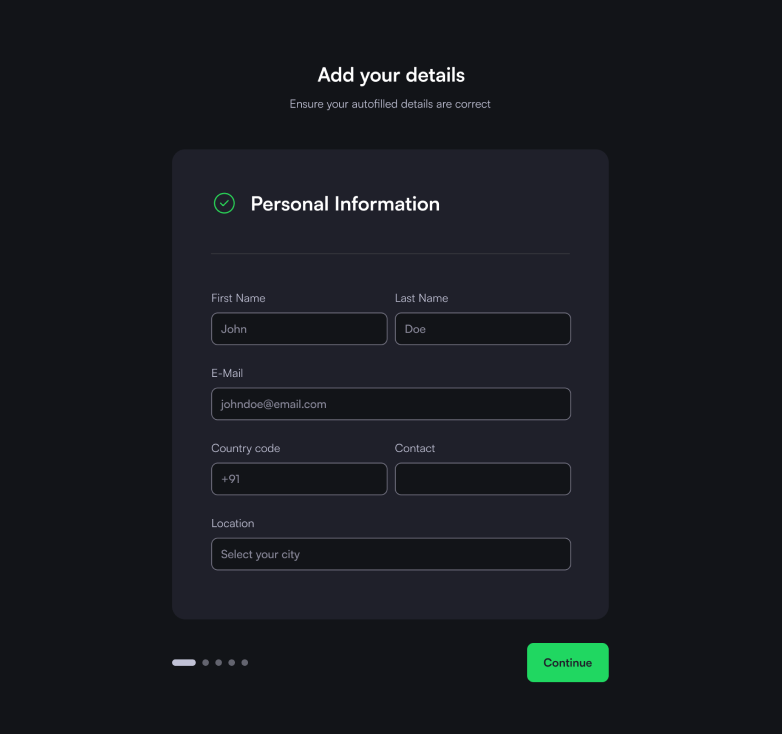 Add your details
Ensure your autofilled details are correct
Personal Information
First Name
Last Name
John
Doe
E-Mail
johndoe@email.com
Country code
Contact
+91
Location
Select your city
Continue